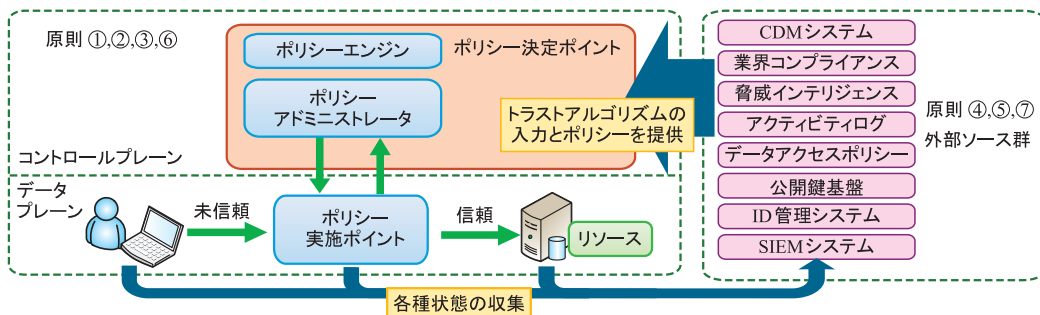 原則 ①,②,③,⑥
ポリシーエンジン
ポリシー決定ポイント
ポリシー
アドミニストレータ
トラストアルゴリズムの
入力とポリシーを提供
コントロールプレーン
データ
プレーン
未信頼
ポリシー
実施ポイント
信頼
リソース
各種状態の収集
CDMシステム
業界コンプライアンス
脅威インテリジェンス
アクティビティログ
データアクセスポリシー
公開鍵基盤
ID管理システム
SIEMシステム
原則 ④,⑤,⑦
外部ソース群